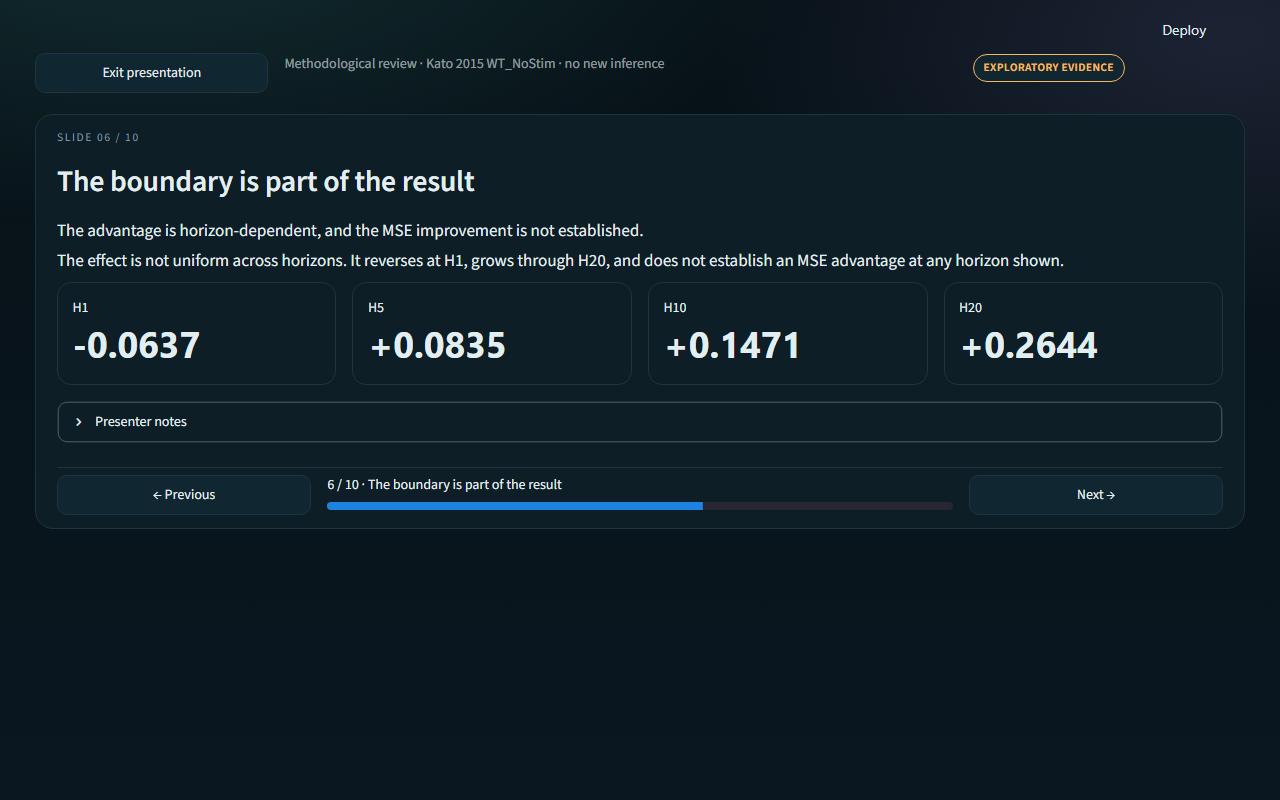 Deploy
Exit presentation
Methodological review · Kato 2015 WT_NoStim · no new inference
EXPLORATORY EVIDENCE
SLIDE 06 / 10
The boundary is part of the result
The advantage is horizon-dependent, and the MSE improvement is not established.
The effect is not uniform across horizons. It reverses at H1, grows through H20, and does not establish an MSE advantage at any horizon shown.
H1
-0.0637
H5
+0.0835
H10
+0.1471
H20
+0.2644
Presenter notes
← Previous
6 / 10 · The boundary is part of the result
Next →